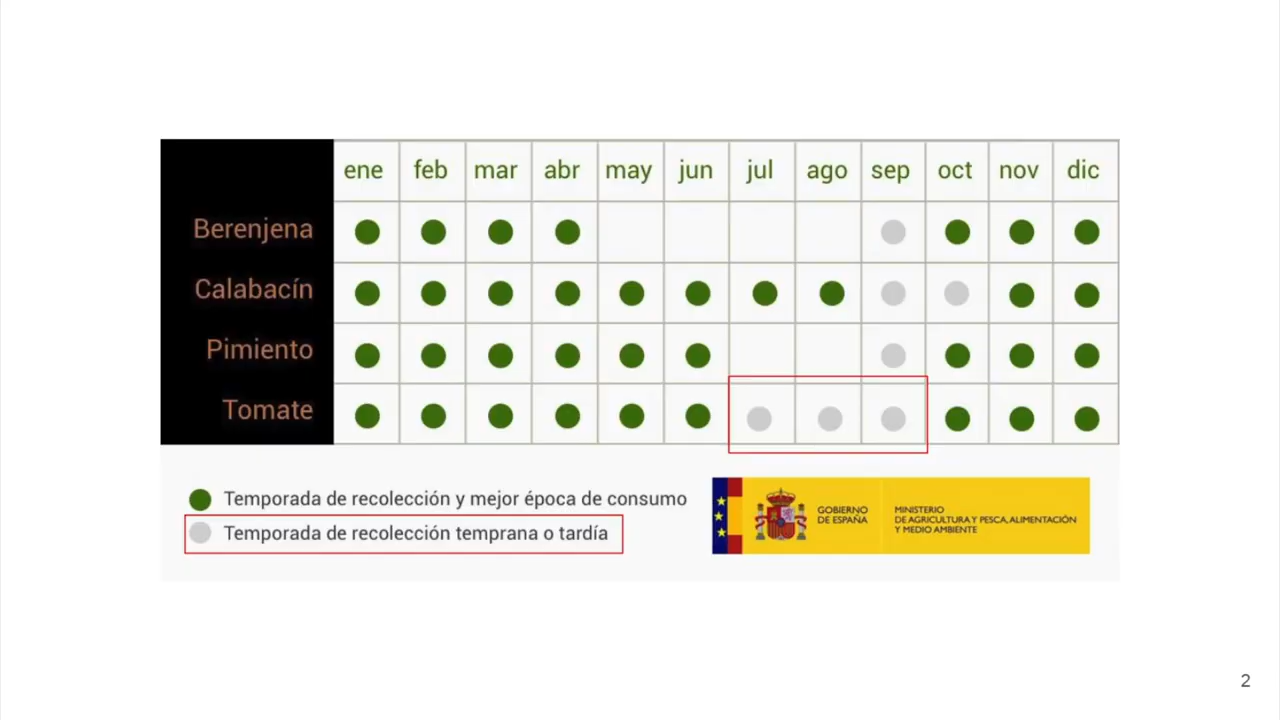 ene feb mar abr may jun jul ago sep oct nov dic
Berenjena
Calabacín
Pimiento
Tomate
Temporada de recolección y mejor época de consumo
Temporada de recolección temprana o tardía
GOBIERNO
DE ESPAÑA
MINISTERIO
DE AGRICULTURA Y PESCA, ALIMENTACIÓN
Y MEDIO AMBIENTE
2